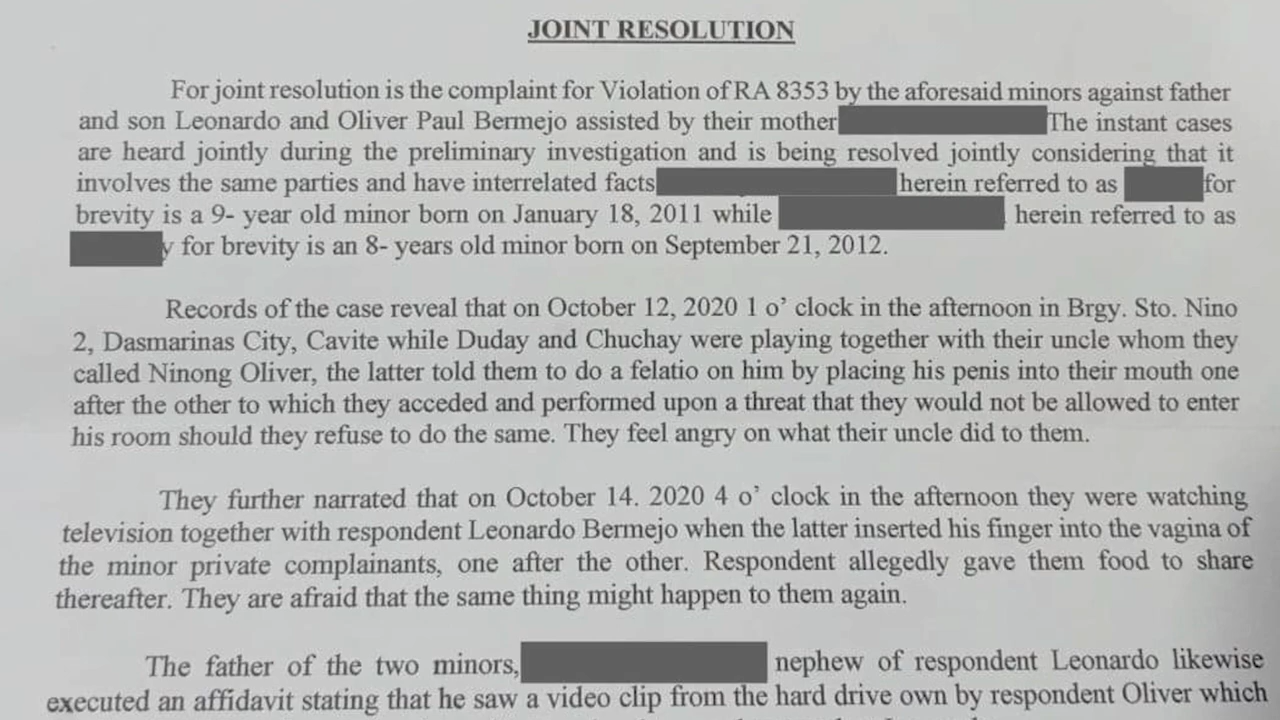 JOINT RESOLUTION
For joint resolution is the complaint for Violation of RA 8353 by the aforesaid minors against father
and son Leonardo and Oliver Paul Bermejo assisted by their mother The instant cases
are heard jointly during the preliminary investigation and is being resolved jointly considering that it
involves the same parties and have interrelated facts herein referred to as for
brevity is a 9- year old minor born on January 18, 2011 while herein referred to as
y for brevity is an 8- years old minor born on September 21, 2012.
Records of the case reveal that on October 12, 2020 1 o' clock in the afternoon in Brgy. Sto. Nino
2, Dasmarinas City, Cavite while Duday and Chuchay were playing together with their uncle whom they
called Ninong Oliver, the latter told them to do a felatio on him by placing his penis into their mouth one
after the other to which they acceded and performed upon a threat that they would not be allowed to enter
his room should they refuse to do the same. They feel angry on what their uncle did to them.
They further narrated that on October 14. 2020 4 o' clock in the afternoon they were watching
television together with respondent Leonardo Bermejo when the latter inserted his finger into the vagina of
the minor private complainants, one after the other. Respondent allegedly gave them food to share
thereafter. They are afraid that the same thing might happen to them again.
The father of the two minors, nephew of respondent Leonardo likewise
executed an affidavit stating that he saw a video clip from the hard drive own by respondent Oliver which